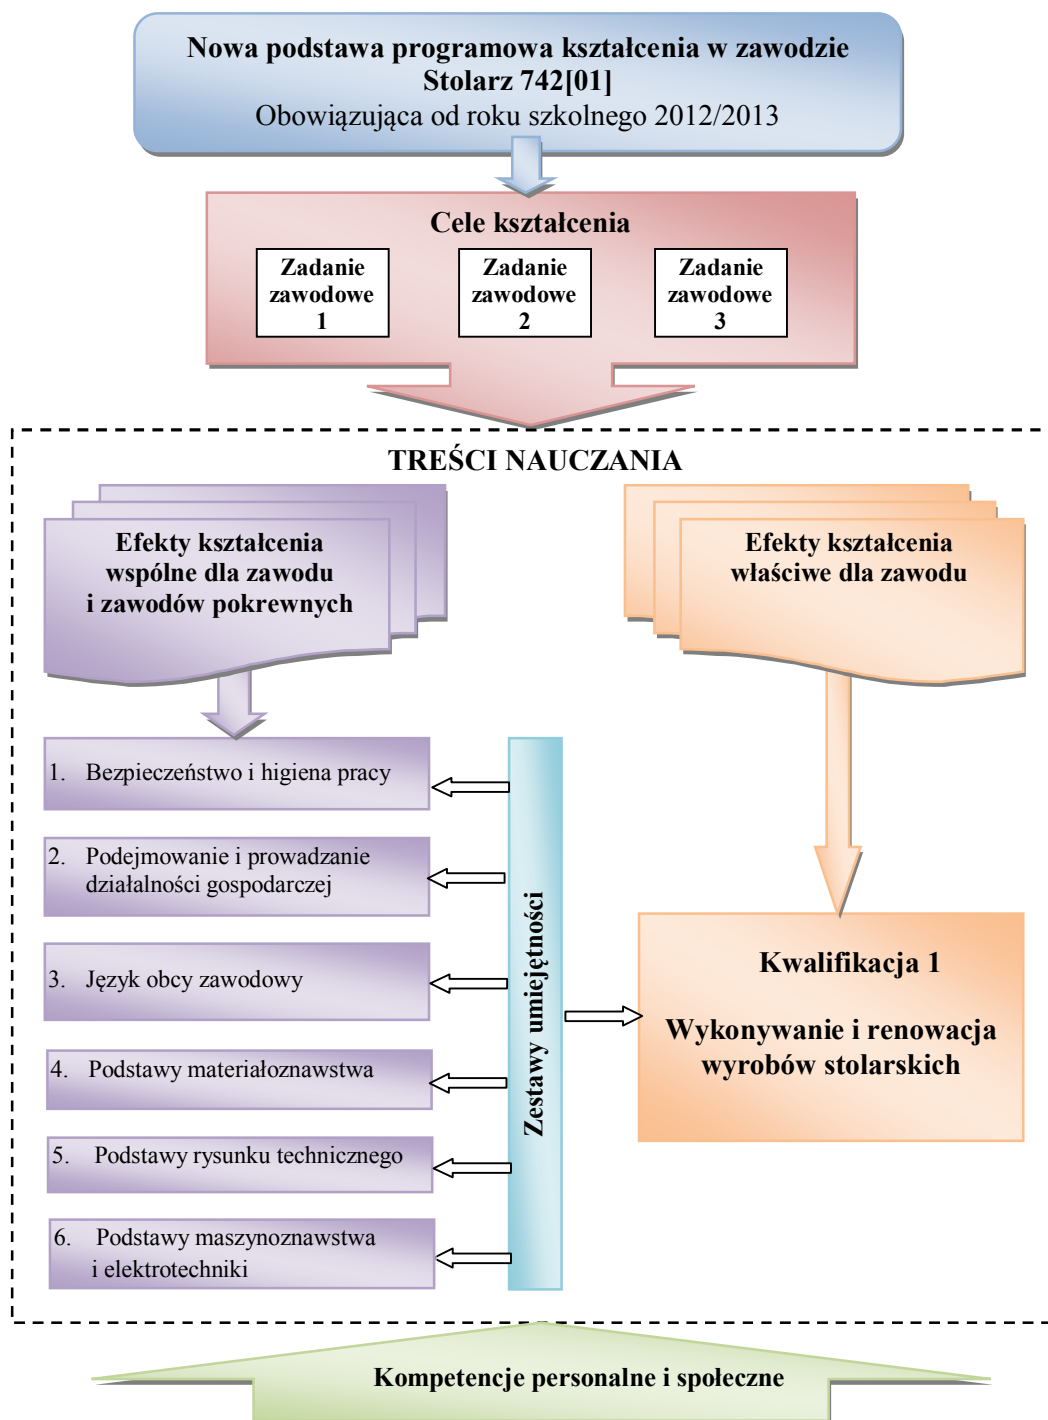 Nowa podstawa programowa kształcenia w zawodzie
Stolarz 742[01]
Obowiązująca od roku szkolnego 2012/2013
Cele kształcenia
Zadanie
zawodowe
1
Zadanie
zawodowe
2
Zadanie
zawodowe
3
TREŚCI NAUCZANIA
Efekty kształcenia
wspólne dla zawodu
i zawodów pokrewnych
Efekty kształcenia
właściwe dla zawodu
1. Bezpieczeństwo i higiena pracy
2. Podejmowanie i prowadzanie
działalności gospodarczej
3. Język obcy zawodowy
4. Podstawy materiałoznawstwa
5. Podstawy rysunku technicznego
6. Podstawy maszynoznawstwa
i elektrotechniki
Zestawy umiejętności
Kwalifikacja 1
Wykonywanie i renowacja
wyrobów stolarskich
Kompetencje personalne i społeczne